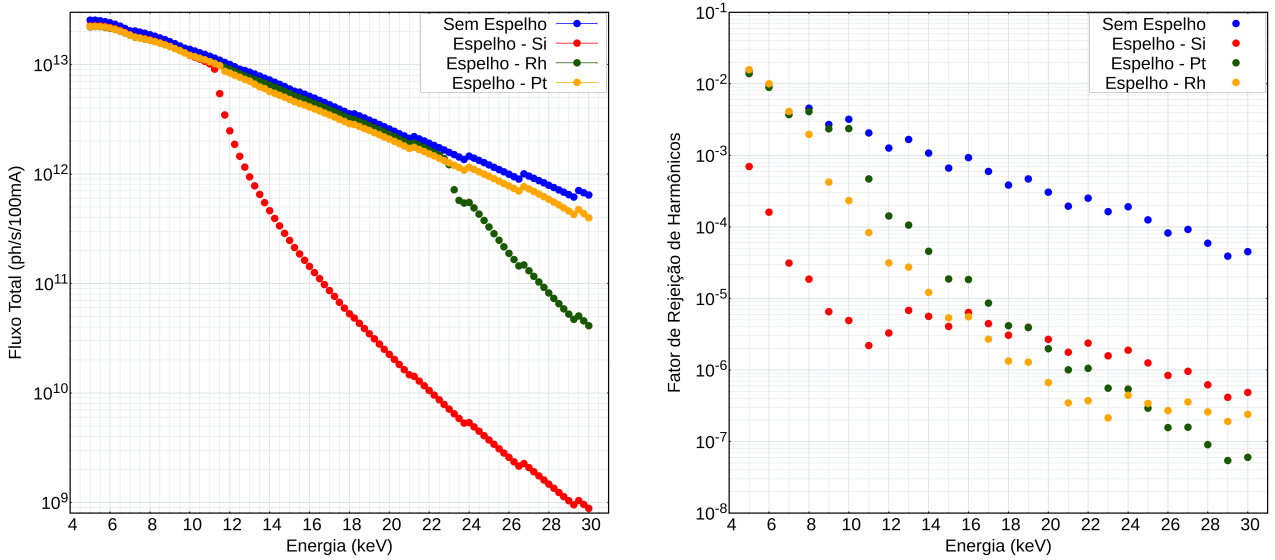 Sem Espelho
Espelho - Si
Espelho - Rh
Espelho - Pt
10^13
10^12
10^11
10^10
10^9
4 6 8 10 12 14 16 18 20 22 24 26 28 30
Energia (keV)
Fluxo Total (ph/s/100mA)
Sem Espelho
Espelho - Si
Espelho - Pt
Espelho - Rh
10^-1
10^-2
10^-3
10^-4
10^-5
10^-6
10^-7
10^-8
4 6 8 10 12 14 16 18 20 22 24 26 28 30
Energia (keV)
Fator de Rejeição de Harmônicos